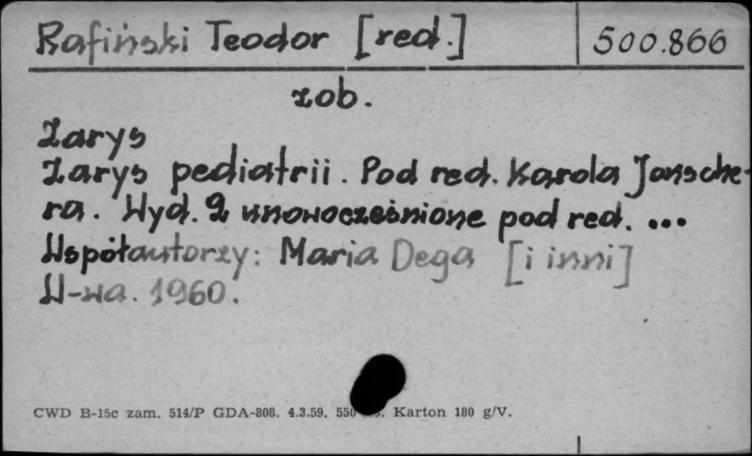 Rafiński Teodor [red.] 500.866
zob.
Zarys
Zarys pediatrii. Pod red. Karola Jonsche-
ra. Wyd. 2 unowocześnione pod red. ...
Współautorzy: Maria Dega [i inni]
W-wa. 1960.
CWD B-15c zam. 514/P GDA-808. 4.3.59. 550 Karton 180 g/V.